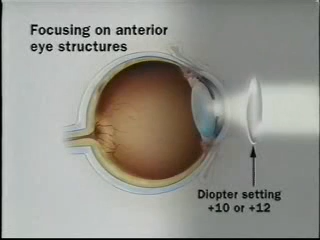 Focusing on anterior
eye structures
Diopter setting
+10 or +12